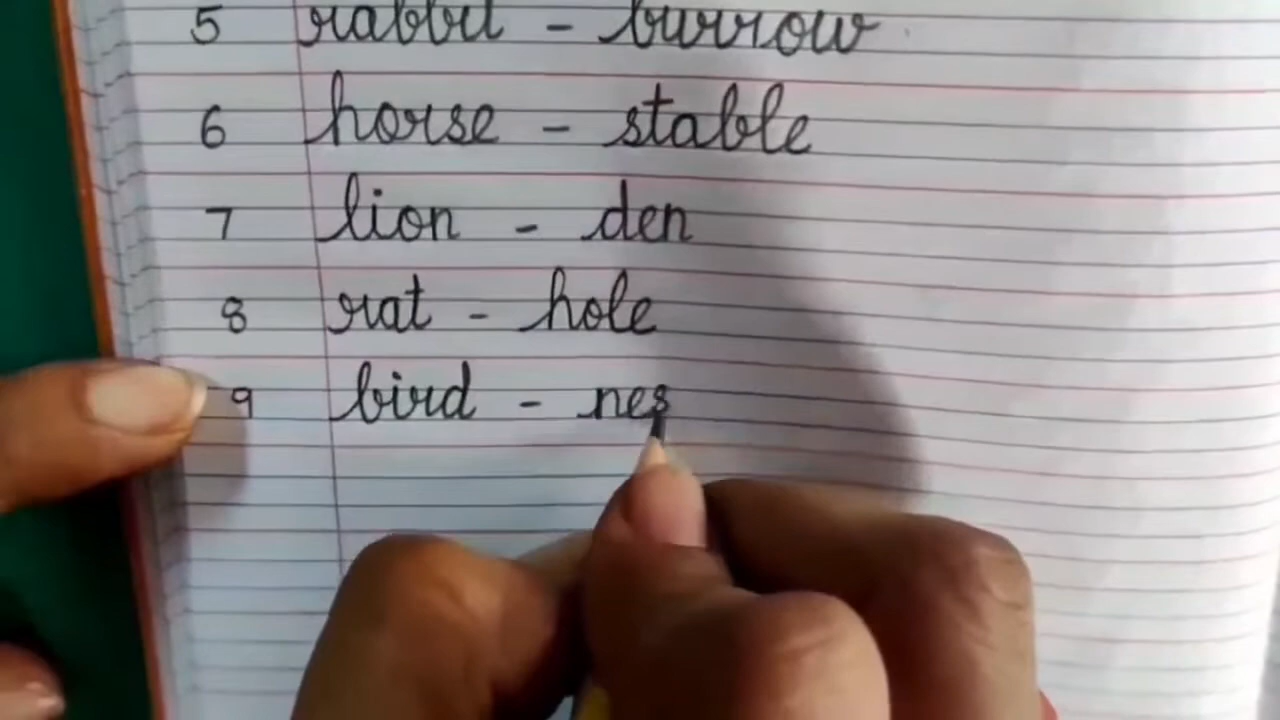 5 rabbit - burrow
6 horse - stable
7 lion - den
8 rat - hole
9 bird - nes